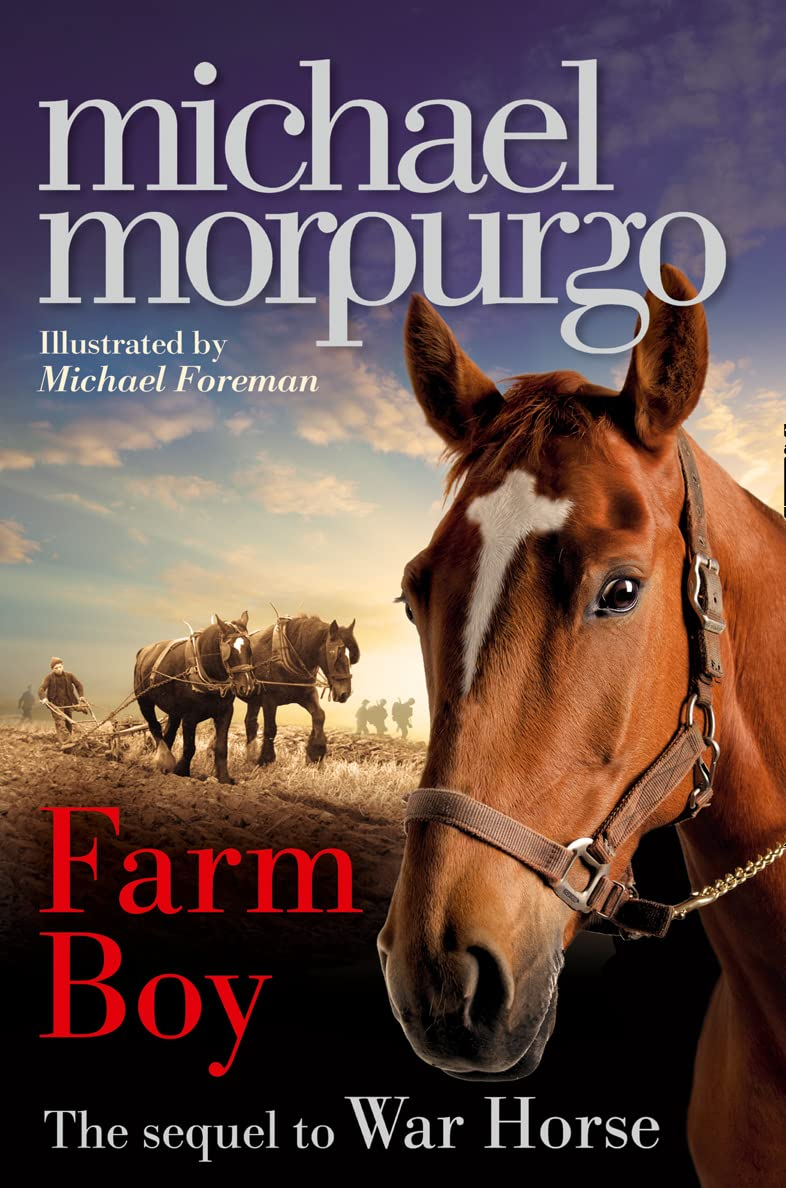 michael
morpurgo
Illustrated by
Michael Foreman
Farm
Boy
The sequel to War Horse